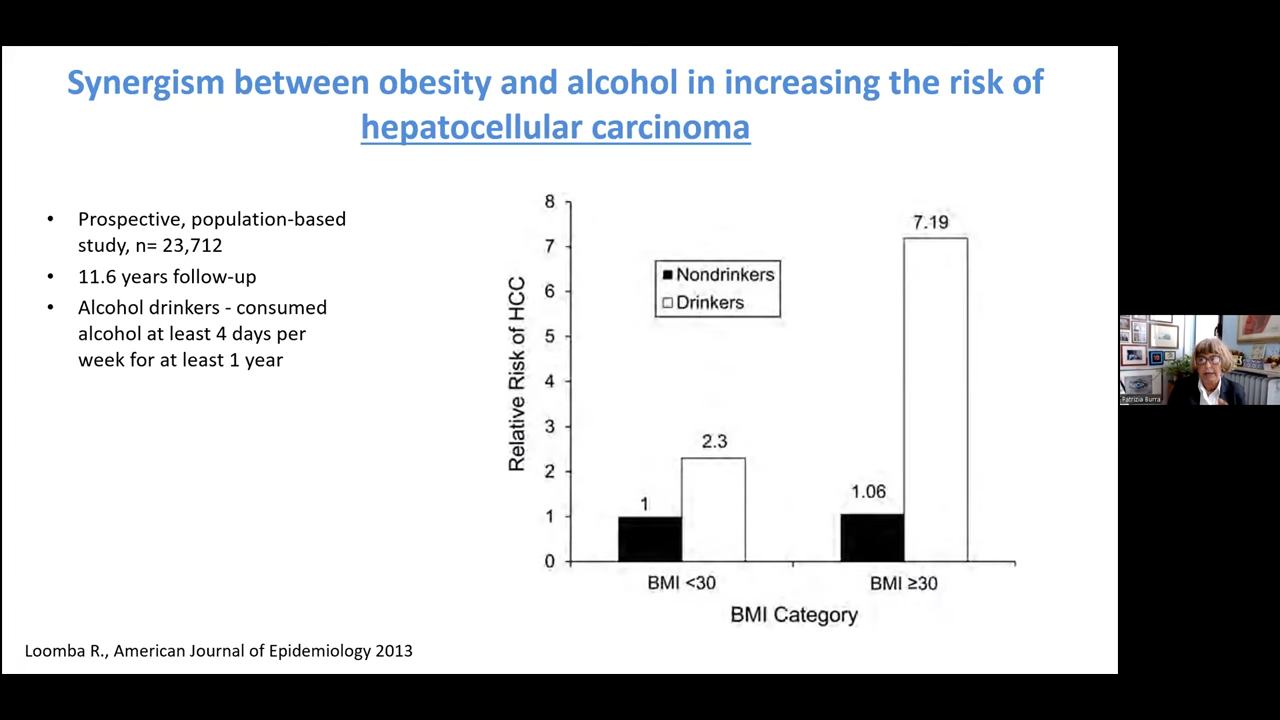 Synergism between obesity and alcohol in increasing the risk of
hepatocellular carcinoma
• Prospective, population-based
study, n= 23,712
• 11.6 years follow-up
• Alcohol drinkers - consumed
alcohol at least 4 days per
week for at least 1 year
Relative Risk of HCC
8
7
6
5
4
3
2
1
0
Nondrinkers
Drinkers
1
2.3
1.06
7.19
BMI <30
BMI ≥30
BMI Category
Loomba R., American Journal of Epidemiology 2013
Patrizia Burra